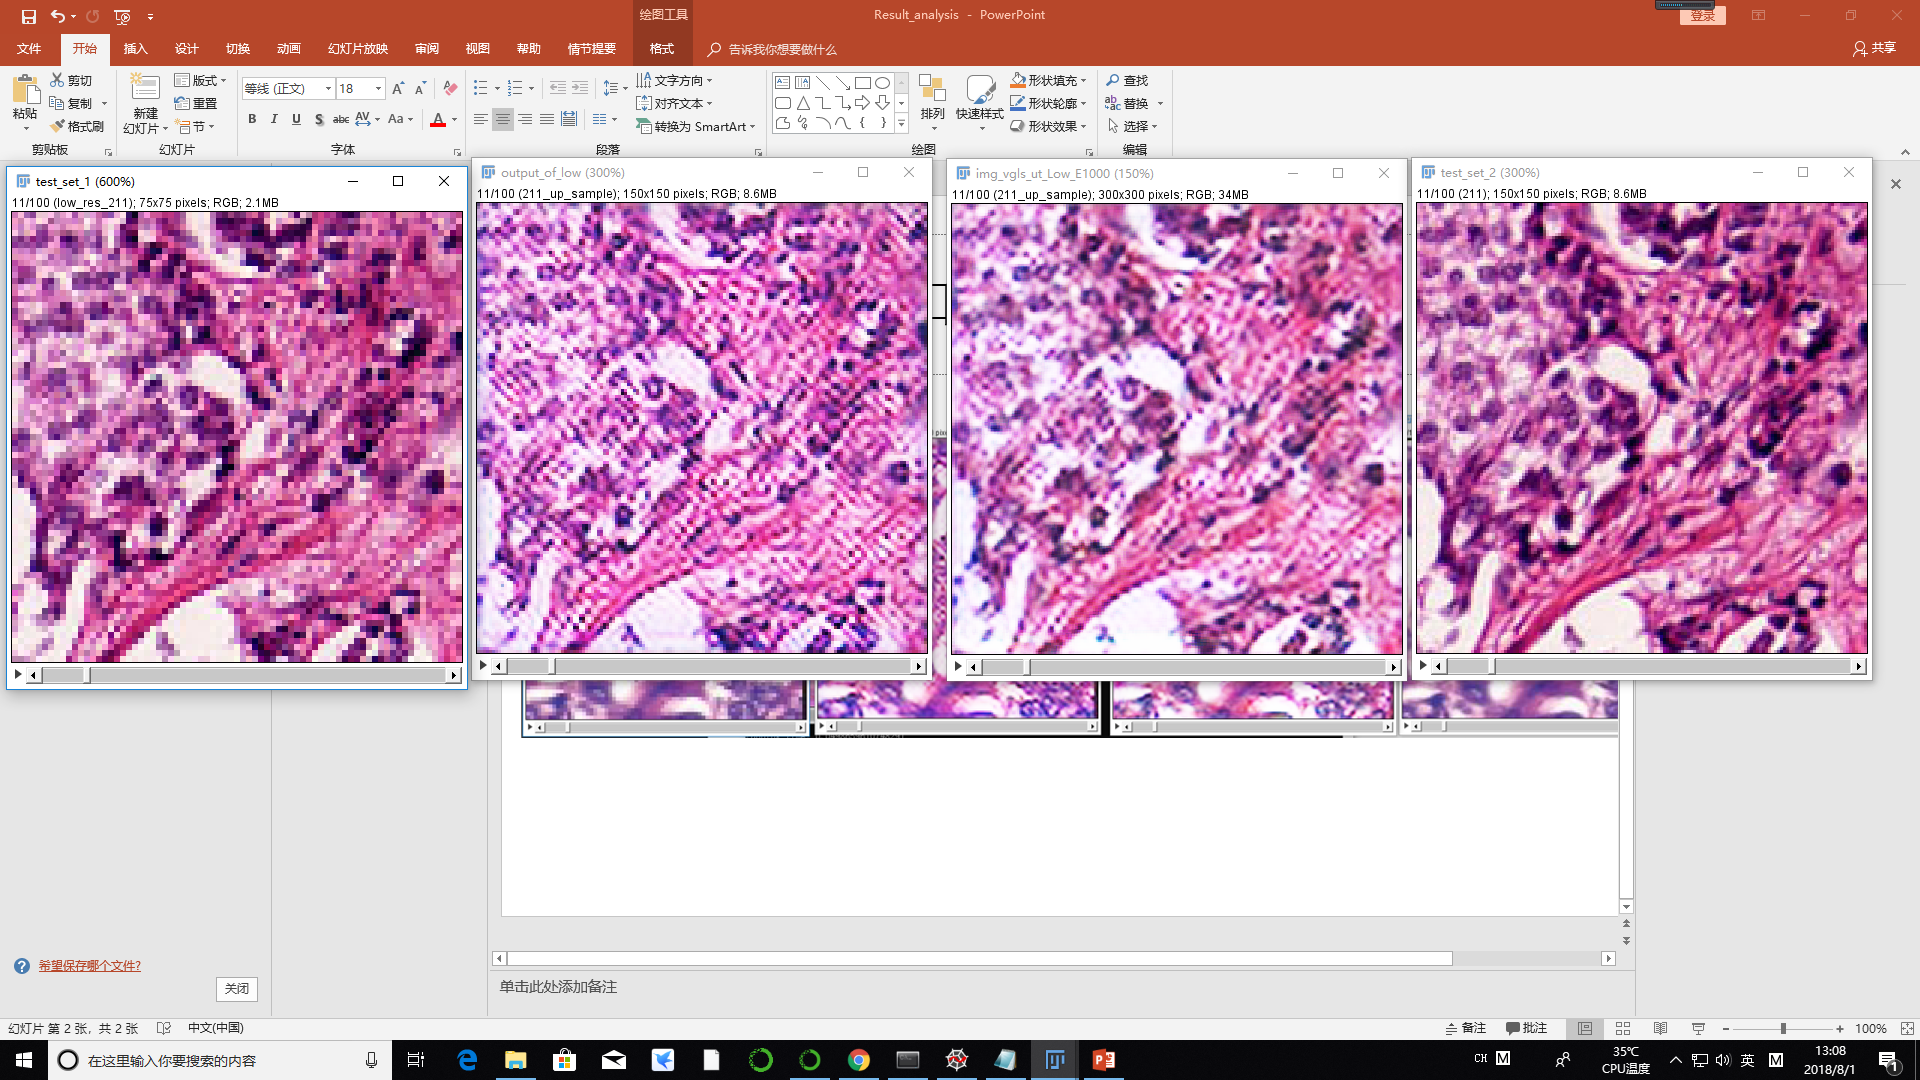 绘图工具
Result_analysis - PowerPoint
登录
文件 开始 插入 设计 切换 动画 幻灯片放映 审阅 视图 帮助 情节提要 格式 告诉我你想要做什么 共享
粘贴 剪切 复制 格式刷
剪贴板
新建
幻灯片 版式 重置 节
幻灯片
等线 (正文) 18
B I U S abc AV Aa A
字体
文字方向 对齐文本 转换为 SmartArt
段落
排列 快速样式 形状填充 形状轮廓 形状效果
绘图
查找 替换 选择
编辑
test_set_1 (600%)
11/100 (low_res_211); 75x75 pixels; RGB; 2.1MB
output_of_low (300%)
11/100 (211_up_sample); 150x150 pixels; RGB; 8.6MB
img_vgls_ut_Low_E1000 (150%)
11/100 (211_up_sample); 300x300 pixels; RGB; 34MB
test_set_2 (300%)
11/100 (211); 150x150 pixels; RGB; 8.6MB
希望保存哪个文件?
关闭
单击此处添加备注
幻灯片 第 2 张，共 2 张 中文(中国) 备注 批注 100%
在这里输入你要搜索的内容
CH M 35℃
CPU温度
英 M
13:08
2018/8/1
1